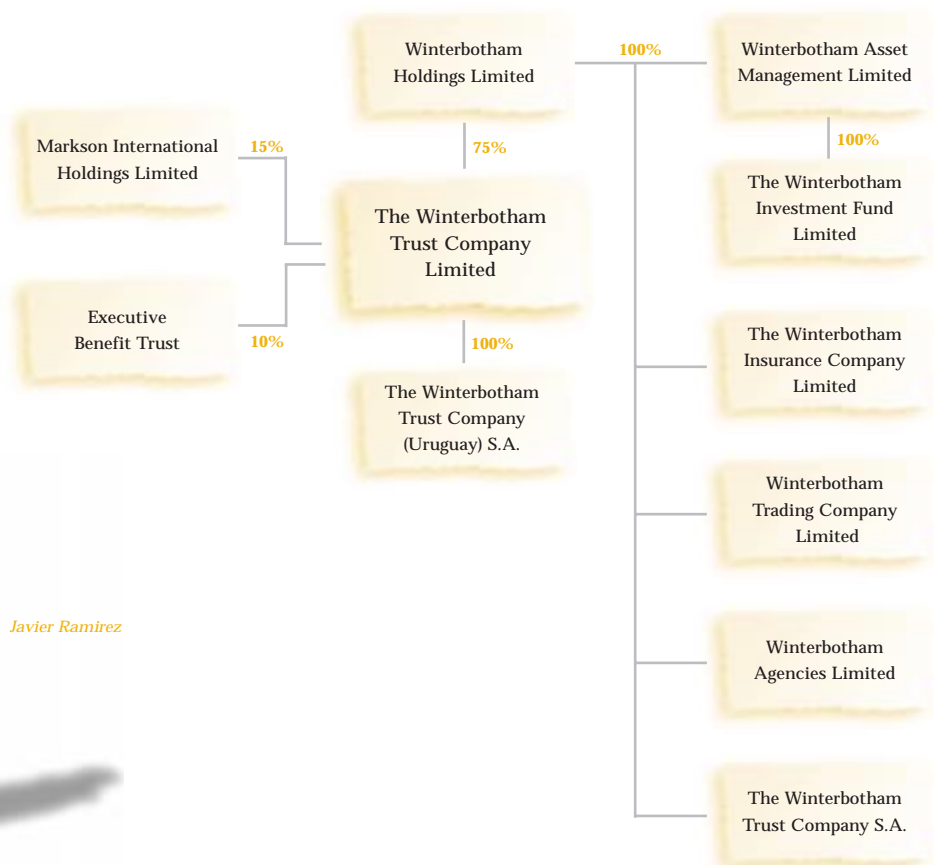 Winterbotham
Holdings Limited
100%
Winterbotham Asset
Management Limited
Markson International
Holdings Limited
15%
75%
100%
The Winterbotham
Investment Fund
Limited
The Winterbotham
Trust Company
Limited
Executive
Benefit Trust
10%
100%
The Winterbotham
Insurance Company
Limited
The Winterbotham
Trust Company
(Uruguay) S.A.
Winterbotham
Trading Company
Limited
Javier Ramirez
Winterbotham
Agencies Limited
The Winterbotham
Trust Company S.A.